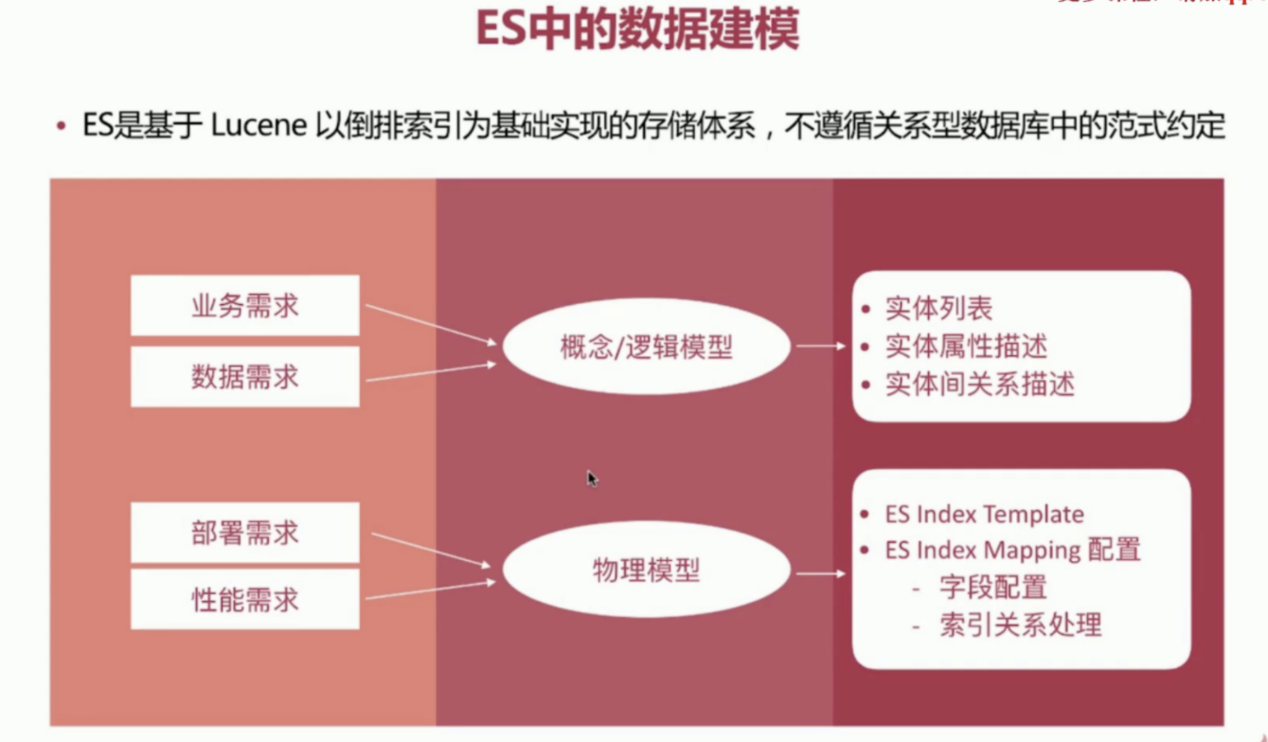 ES中的数据建模
• ES是基于 Lucene 以倒排索引为基础实现的存储体系，不遵循关系型数据库中的范式约定
业务需求
数据需求
概念/逻辑模型
• 实体列表
• 实体属性描述
• 实体间关系描述
部署需求
性能需求
物理模型
• ES Index Template
• ES Index Mapping 配置
- 字段配置
- 索引关系处理